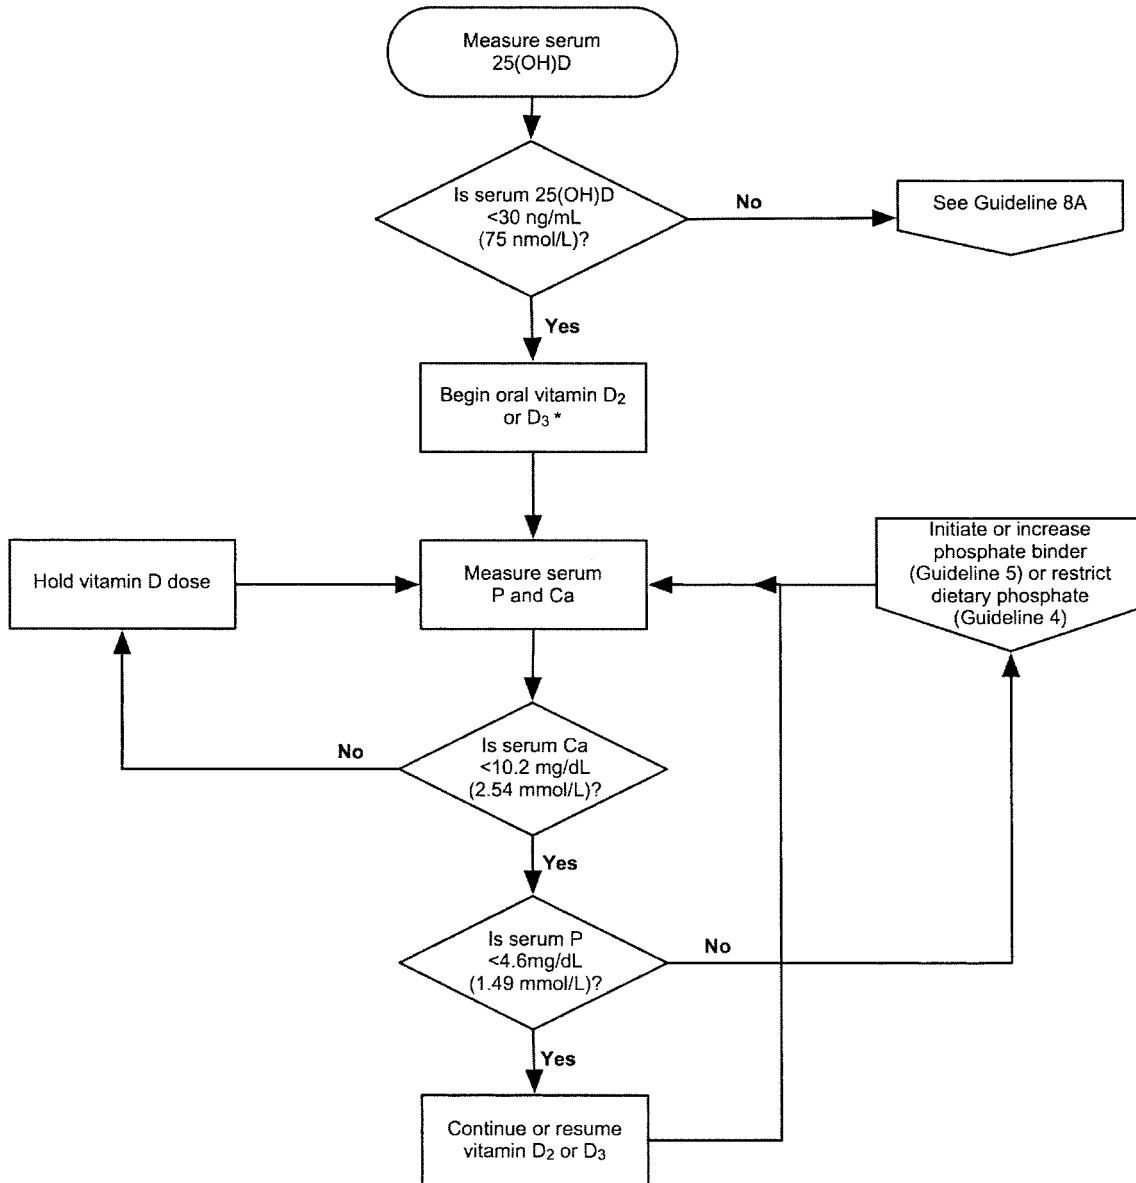 Measure serum
25(OH)D
Is serum 25(OH)D
<30 ng/mL
(75 nmol/L)?
No
See Guideline 8A
Yes
Begin oral vitamin D2
or D3 *
Hold vitamin D dose
Measure serum
P and Ca
Initiate or increase
phosphate binder
(Guideline 5) or restrict
dietary phosphate
(Guideline 4)
No
Is serum Ca
<10.2 mg/dL
(2.54 mmol/L)?
Yes
Is serum P
<4.6mg/dL
(1.49 mmol/L)?
No
Yes
Continue or resume
vitamin D2 or D3